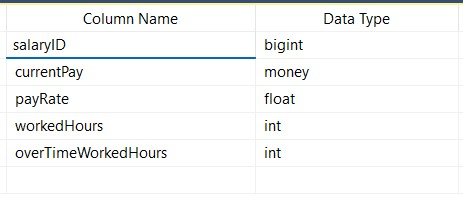 Column Name Data Type
salaryID bigint
currentPay money
payRate float
workedHours int
overTimeWorkedHours int